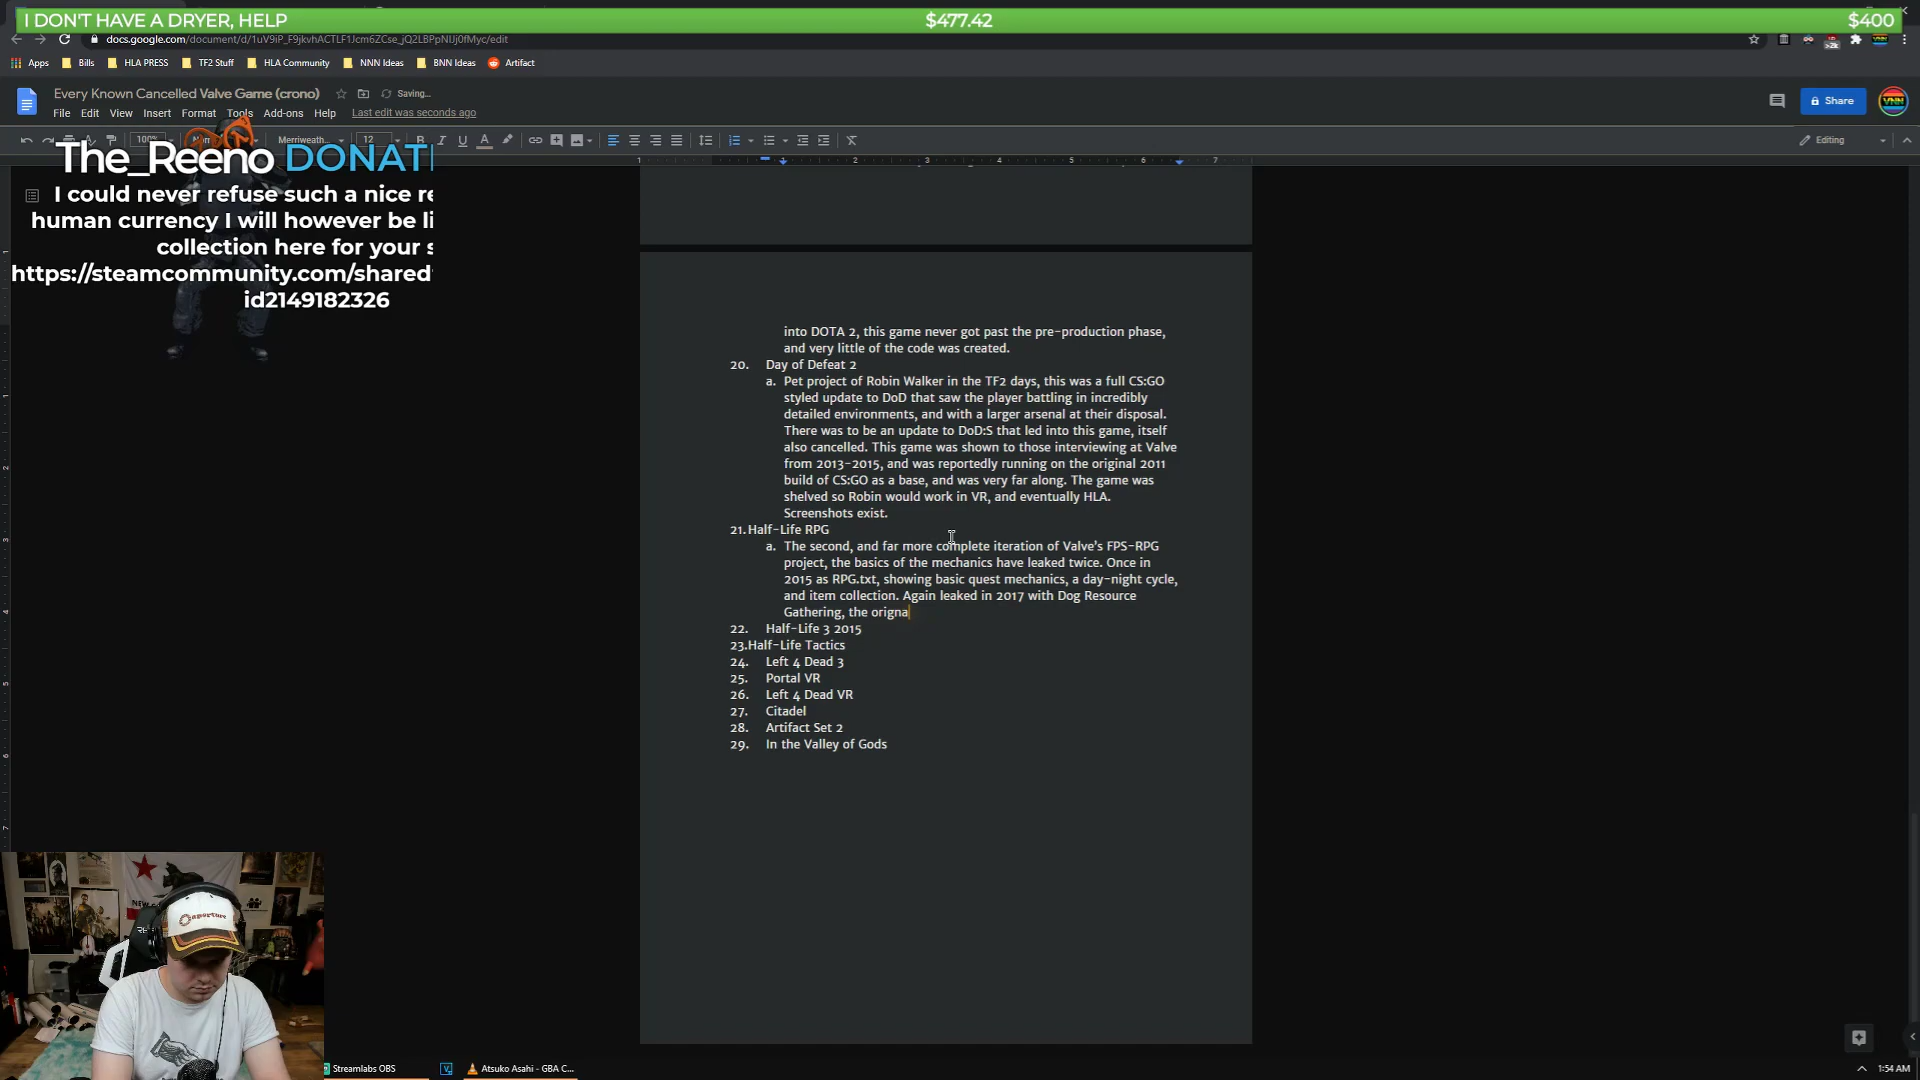 I DON'T HAVE A DRYER, HELP
$477.42
$400
docs.google.com/document/d/1uV9iP_F9jkvhACTLF1Jcm6ZCse_jQ2LBPpNIJj0fMyc/edit
Apps
Bills
HLA PRESS
TF2 Stuff
HLA Community
NNN Ideas
BNN Ideas
Artifact
Every Known Cancelled Valve Game (crono)
Saving...
File
Edit
View
Insert
Format
Tools
Add-ons
Help
Last edit was seconds ago
Share
VNN
100%
Merriweath...
12
Editing
The_Reeno DONAT
I could never refuse such a nice re
human currency I will however be li
collection here for your s
https://steamcommunity.com/shared
id2149182326
1
2
3
4
5
6
7
into DOTA 2, this game never got past the pre-production phase,
and very little of the code was created.
20. Day of Defeat 2
a. Pet project of Robin Walker in the TF2 days, this was a full CS:GO
styled update to DoD that saw the player battling in incredibly
detailed environments, and with a larger arsenal at their disposal.
There was to be an update to DoD:S that led into this game, itself
also cancelled. This game was shown to those interviewing at Valve
from 2013-2015, and was reportedly running on the original 2011
build of CS:GO as a base, and was very far along. The game was
shelved so Robin would work in VR, and eventually HLA.
Screenshots exist.
21. Half-Life RPG
a. The second, and far more complete iteration of Valve's FPS-RPG
project, the basics of the mechanics have leaked twice. Once in
2015 as RPG.txt, showing basic quest mechanics, a day-night cycle,
and item collection. Again leaked in 2017 with Dog Resource
Gathering, the origna
22. Half-Life 3 2015
23. Half-Life Tactics
24. Left 4 Dead 3
25. Portal VR
26. Left 4 Dead VR
27. Citadel
28. Artifact Set 2
29. In the Valley of Gods
aperture
Streamlabs OBS
Atsuko Asahi - GBA C...
1:54 AM